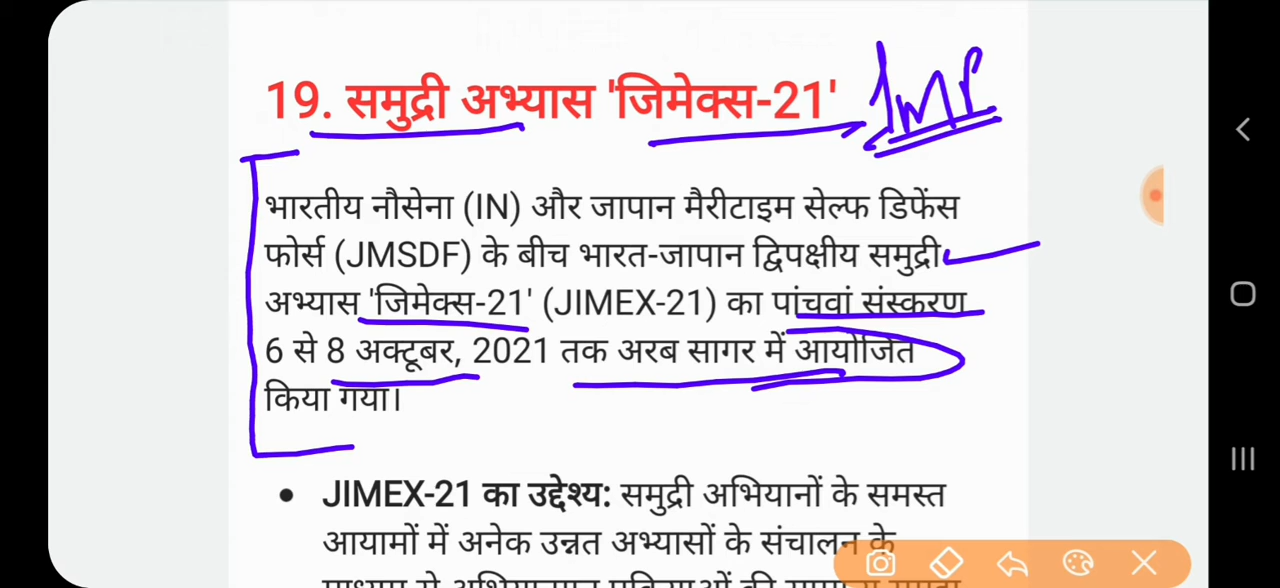 19. समुद्री अभ्यास 'जिमेक्स-21' Imp
भारतीय नौसेना (IN) और जापान मैरीटाइम सेल्फ डिफेंस
फोर्स (JMSDF) के बीच भारत-जापान द्विपक्षीय समुद्री
अभ्यास 'जिमेक्स-21' (JIMEX-21) का पांचवां संस्करण
6 से 8 अक्टूबर, 2021 तक अरब सागर में आयोजित
किया गया।
• JIMEX-21 का उद्देश्य: समुद्री अभियानों के समस्त
आयामों में अनेक उन्नत अभ्यासों के संचालन के